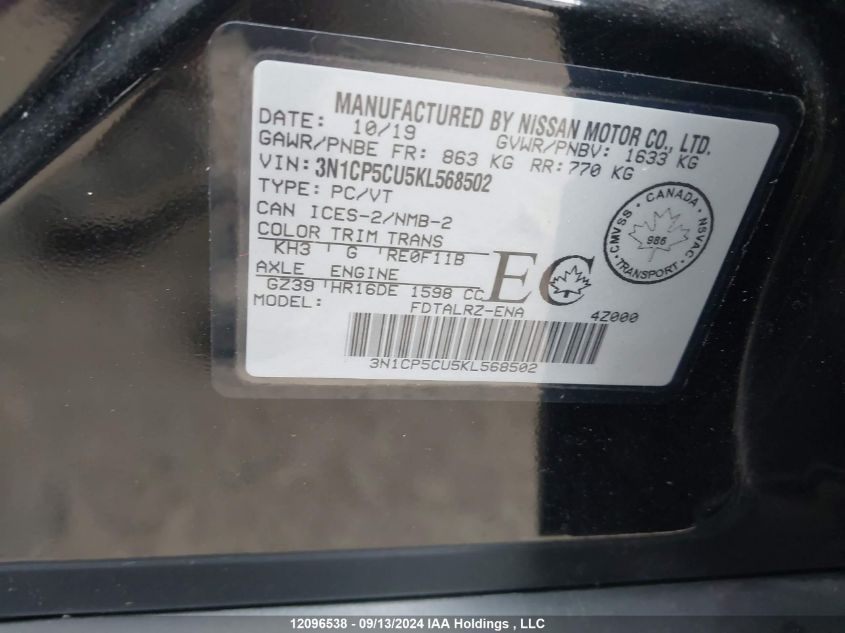 MANUFACTURED BY NISSAN MOTOR CO., LTD.
DATE: 10/19 GVWR/PNBV: 1633 KG
GAWR/PNBE FR: 863 KG RR: 770 KG
VIN: 3N1CP5CU5KL568502
TYPE: PC/VT
CAN ICES-2/NMB-2
COLOR TRIM TRANS
KH3 G RE0F11B
AXLE ENGINE
GZ39 HR16DE 1598 CC
MODEL: FDTALRZ-ENA 4Z000
EC
CMVSS · CANADA · NSVAC · TRANSPORT ·
986
3N1CP5CU5KL568502
12096538 - 09/13/2024 IAA Holdings , LLC